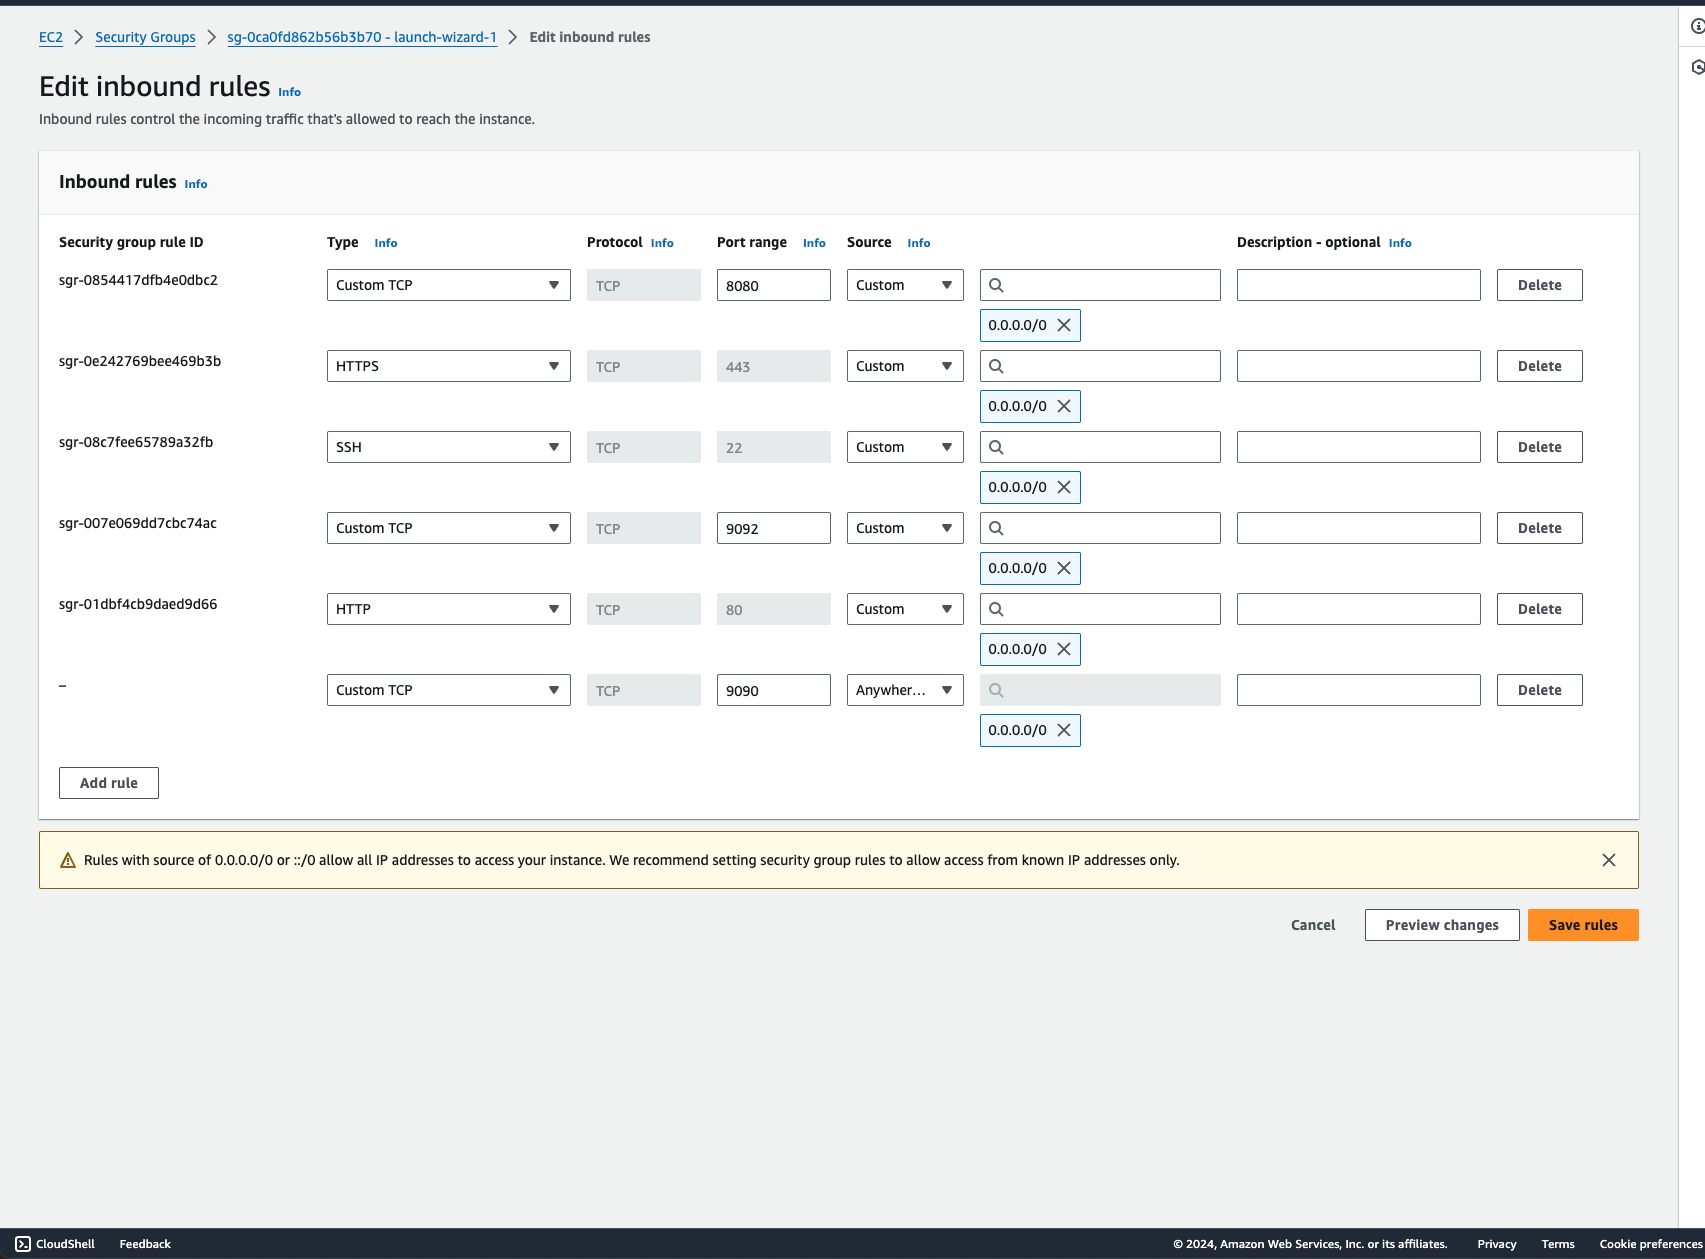 EC2 > Security Groups > sg-0ca0fd862b56b3b70 - launch-wizard-1 > Edit inbound rules
Edit inbound rules Info
Inbound rules control the incoming traffic that's allowed to reach the instance.
Inbound rules Info
Security group rule ID Type Info Protocol Info Port range Info Source Info Description - optional Info
sgr-0854417dfb4e0dbc2 Custom TCP TCP 8080 Custom Delete
0.0.0.0/0
sgr-0e242769bee469b3b HTTPS TCP 443 Custom Delete
0.0.0.0/0
sgr-08c7fee65789a32fb SSH TCP 22 Custom Delete
0.0.0.0/0
sgr-007e069dd7cbc74ac Custom TCP TCP 9092 Custom Delete
0.0.0.0/0
sgr-01dbf4cb9daed9d66 HTTP TCP 80 Custom Delete
0.0.0.0/0
– Custom TCP TCP 9090 Anywher... Delete
0.0.0.0/0
Add rule
Rules with source of 0.0.0.0/0 or ::/0 allow all IP addresses to access your instance. We recommend setting security group rules to allow access from known IP addresses only.
Cancel Preview changes Save rules
CloudShell Feedback © 2024, Amazon Web Services, Inc. or its affiliates. Privacy Terms Cookie preferences